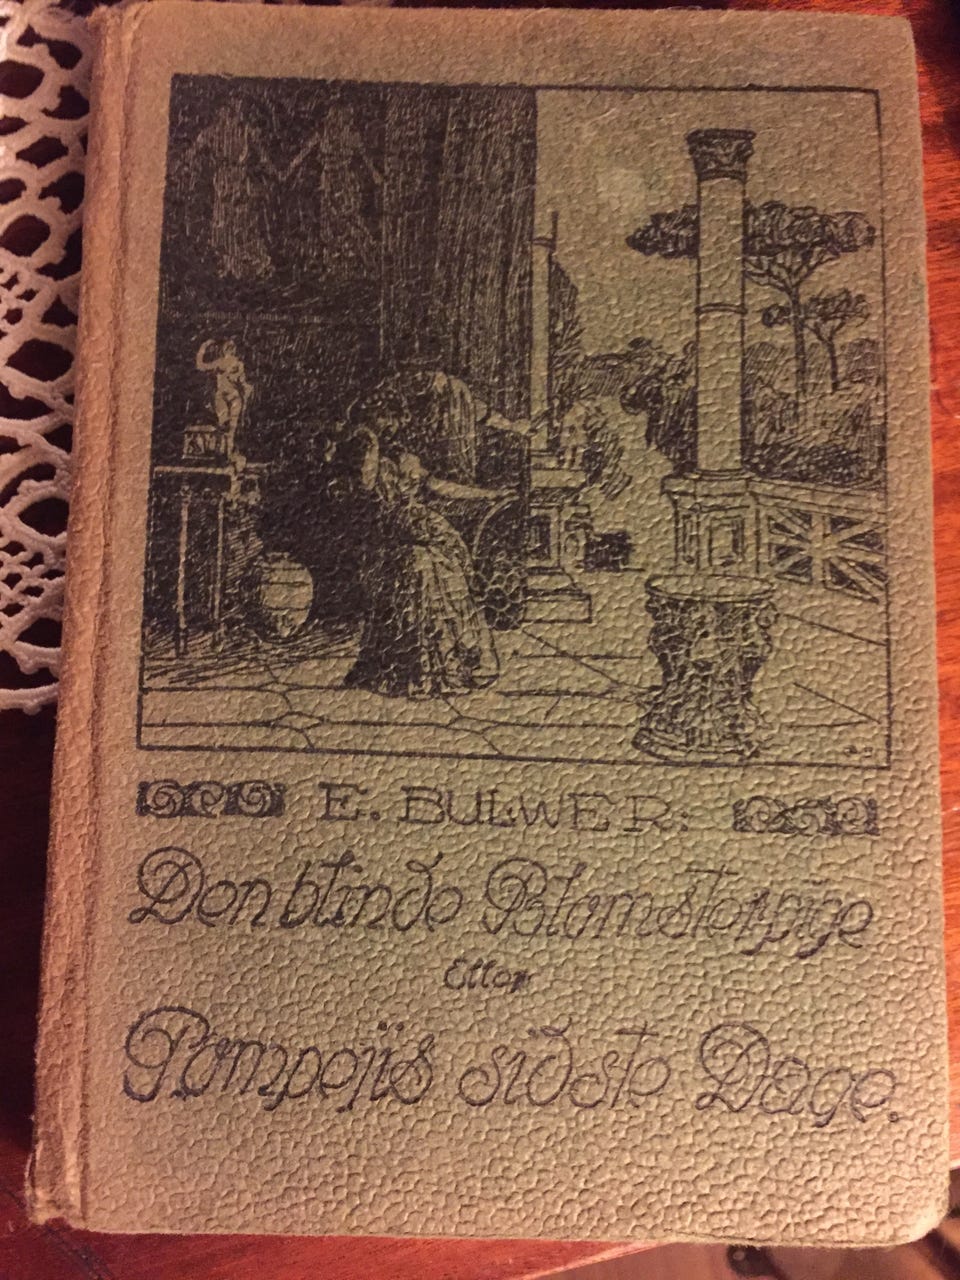 E. BULWER:
Den blinde Blomsterpige
Eller
Pompejis sidste Dage.